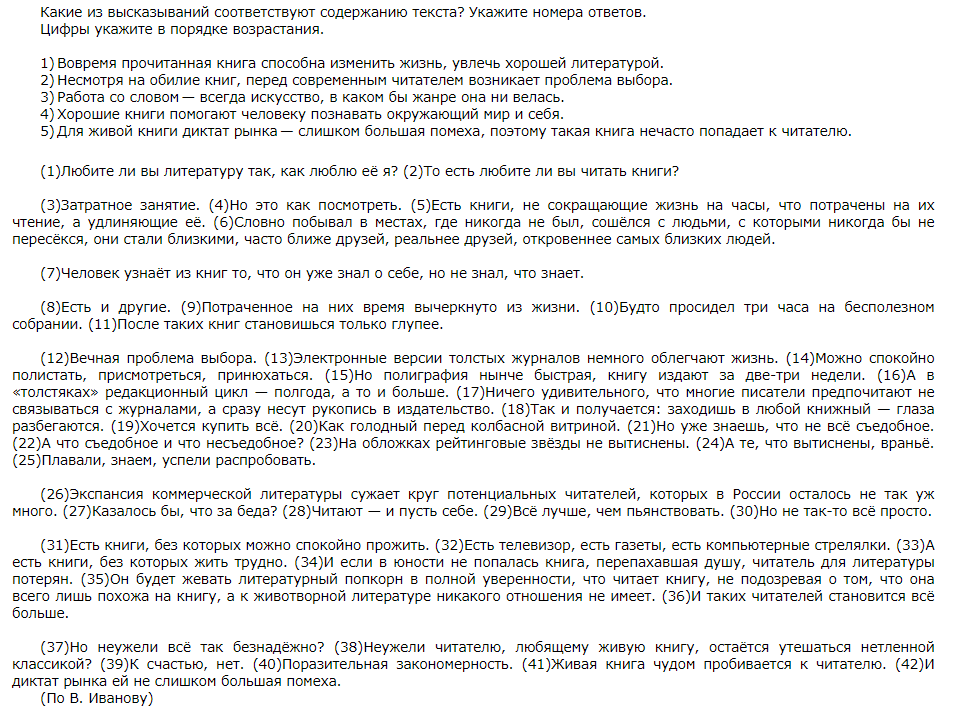 Какие из высказываний соответствуют содержанию текста? Укажите номера ответов.
Цифры укажите в порядке возрастания.
1) Вовремя прочитанная книга способна изменить жизнь, увлечь хорошей литературой.
2) Несмотря на обилие книг, перед современным читателем возникает проблема выбора.
3) Работа со словом — всегда искусство, в каком бы жанре она ни велась.
4) Хорошие книги помогают человеку познавать окружающий мир и себя.
5) Для живой книги диктат рынка — слишком большая помеха, поэтому такая книга нечасто попадает к читателю.
(1)Любите ли вы литературу так, как люблю её я? (2)То есть любите ли вы читать книги?
(3)Затратное занятие. (4)Но это как посмотреть. (5)Есть книги, не сокращающие жизнь на часы, что потрачены на их
чтение, а удлиняющие её. (6)Словно побывал в местах, где никогда не был, сошёлся с людьми, с которыми никогда бы не
пересёкся, они стали близкими, часто ближе друзей, реальнее друзей, откровеннее самых близких людей.
(7)Человек узнаёт из книг то, что он уже знал о себе, но не знал, что знает.
(8)Есть и другие. (9)Потраченное на них время вычеркнуто из жизни. (10)Будто просидел три часа на бесполезном
собрании. (11)После таких книг становишься только глупее.
(12)Вечная проблема выбора. (13)Электронные версии толстых журналов немного облегчают жизнь. (14)Можно спокойно
полистать, присмотреться, принюхаться. (15)Но полиграфия нынче быстрая, книгу издают за две-три недели. (16)А в
«толстяках» редакционный цикл — полгода, а то и больше. (17)Ничего удивительного, что многие писатели предпочитают не
связываться с журналами, а сразу несут рукопись в издательство. (18)Так и получается: заходишь в любой книжный — глаза
разбегаются. (19)Хочется купить всё. (20)Как голодный перед колбасной витриной. (21)Но уже знаешь, что не всё съедобное.
(22)А что съедобное и что несъедобное? (23)На обложках рейтинговые звёзды не вытиснены. (24)А те, что вытиснены, враньё.
(25)Плавали, знаем, успели распробовать.
(26)Экспансия коммерческой литературы сужает круг потенциальных читателей, которых в России осталось не так уж
много. (27)Казалось бы, что за беда? (28)Читают — и пусть себе. (29)Всё лучше, чем пьянствовать. (30)Но не так-то всё просто.
(31)Есть книги, без которых можно спокойно прожить. (32)Есть телевизор, есть газеты, есть компьютерные стрелялки. (33)А
есть книги, без которых жить трудно. (34)И если в юности не попалась книга, перепахавшая душу, читатель для литературы
потерян. (35)Он будет жевать литературный попкорн в полной уверенности, что читает книгу, не подозревая о том, что она
всего лишь похожа на книгу, а к животворной литературе никакого отношения не имеет. (36)И таких читателей становится всё
больше.
(37)Но неужели всё так безнадёжно? (38)Неужели читателю, любящему живую книгу, остаётся утешаться нетленной
классикой? (39)К счастью, нет. (40)Поразительная закономерность. (41)Живая книга чудом пробивается к читателю. (42)И
диктат рынка ей не слишком большая помеха.
(По В. Иванову)